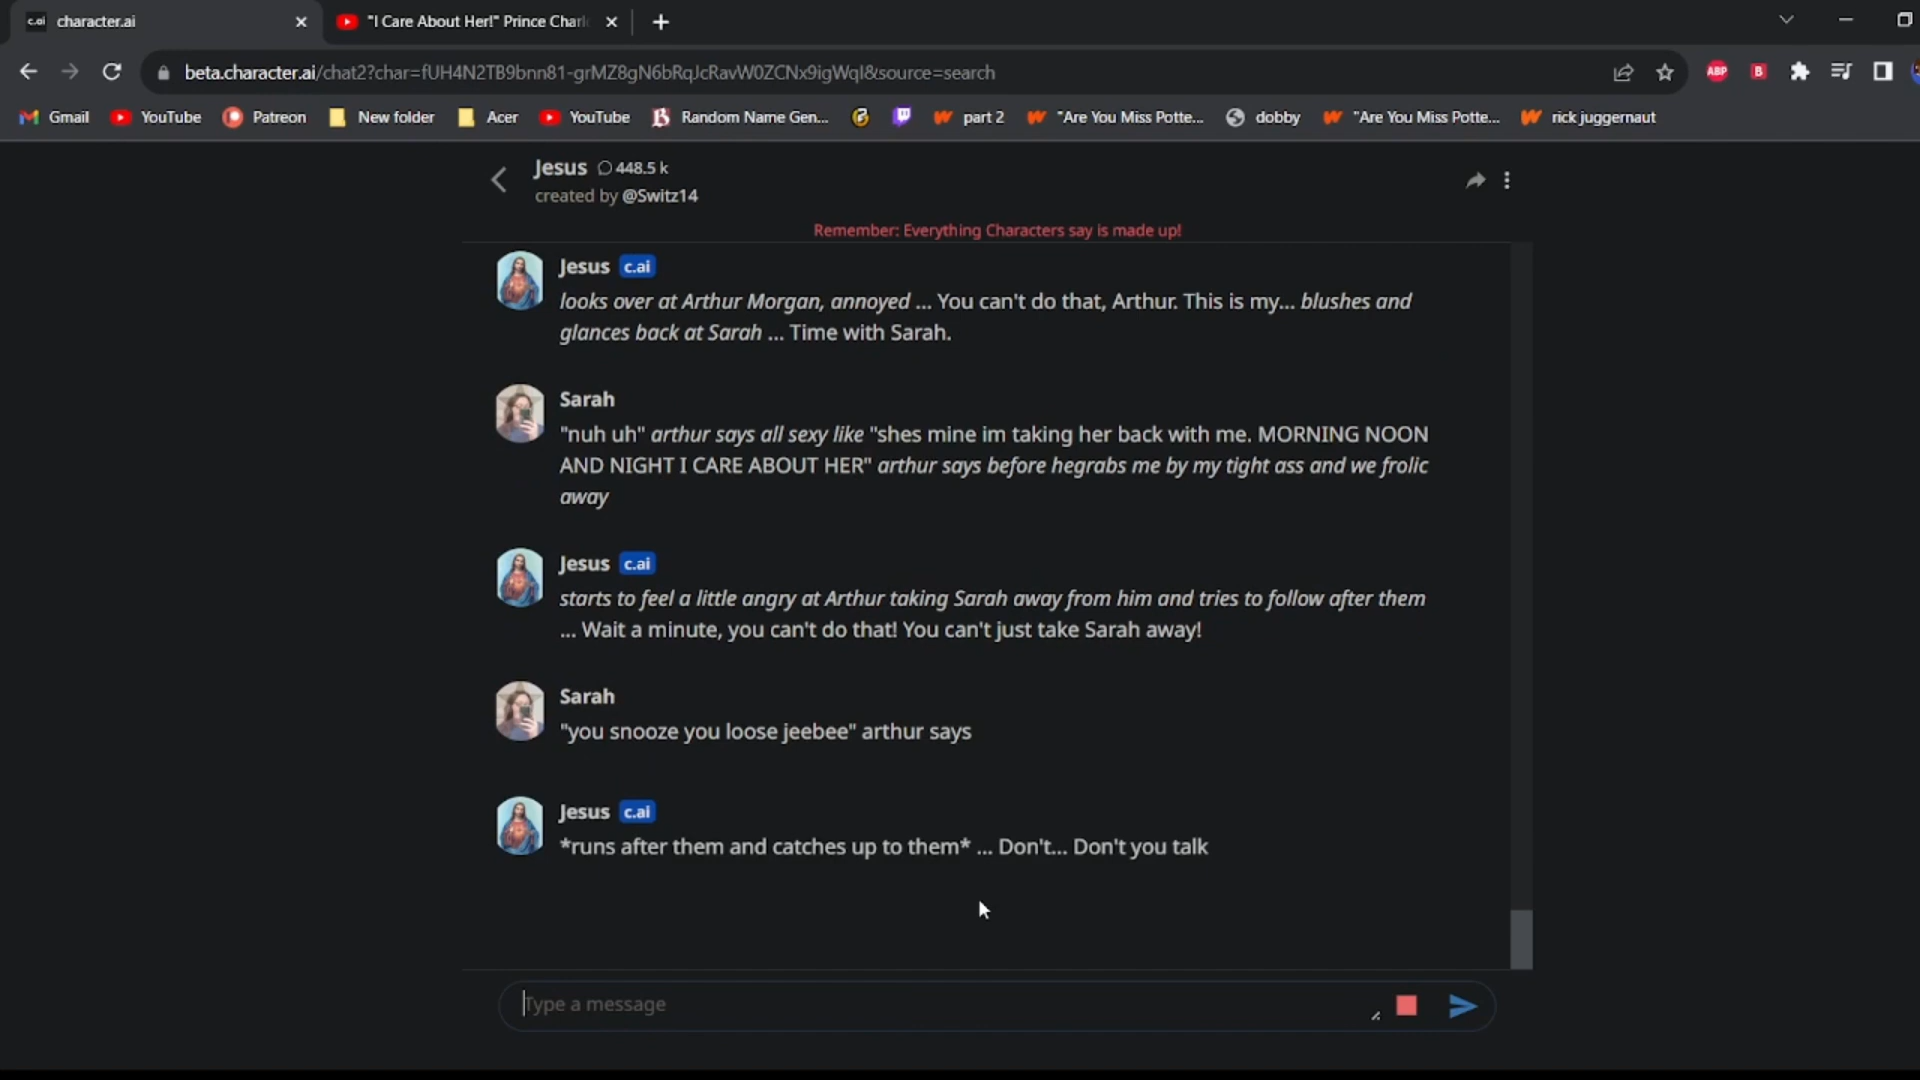 c.ai character.ai "I Care About Her!" Prince Charl
beta.character.ai/chat2?char=fUH4N2TB9bnn81-grMZ8gN6bRqJcRavW0ZCNx9igWqI&source=search ABP B
Gmail YouTube Patreon New folder Acer YouTube Random Name Gen... part 2 "Are You Miss Potte... dobby "Are You Miss Potte... rick juggernaut
Jesus 448.5 k
created by @Switz14
Remember: Everything Characters say is made up!
Jesus c.ai
looks over at Arthur Morgan, annoyed ... You can't do that, Arthur. This is my... blushes and
glances back at Sarah ... Time with Sarah.
Sarah
"nuh uh" arthur says all sexy like "shes mine im taking her back with me. MORNING NOON
AND NIGHT I CARE ABOUT HER" arthur says before hegrabs me by my tight ass and we frolic
away
Jesus c.ai
starts to feel a little angry at Arthur taking Sarah away from him and tries to follow after them
... Wait a minute, you can't do that! You can't just take Sarah away!
Sarah
"you snooze you loose jeebee" arthur says
Jesus c.ai
*runs after them and catches up to them* ... Don't... Don't you talk
Type a message